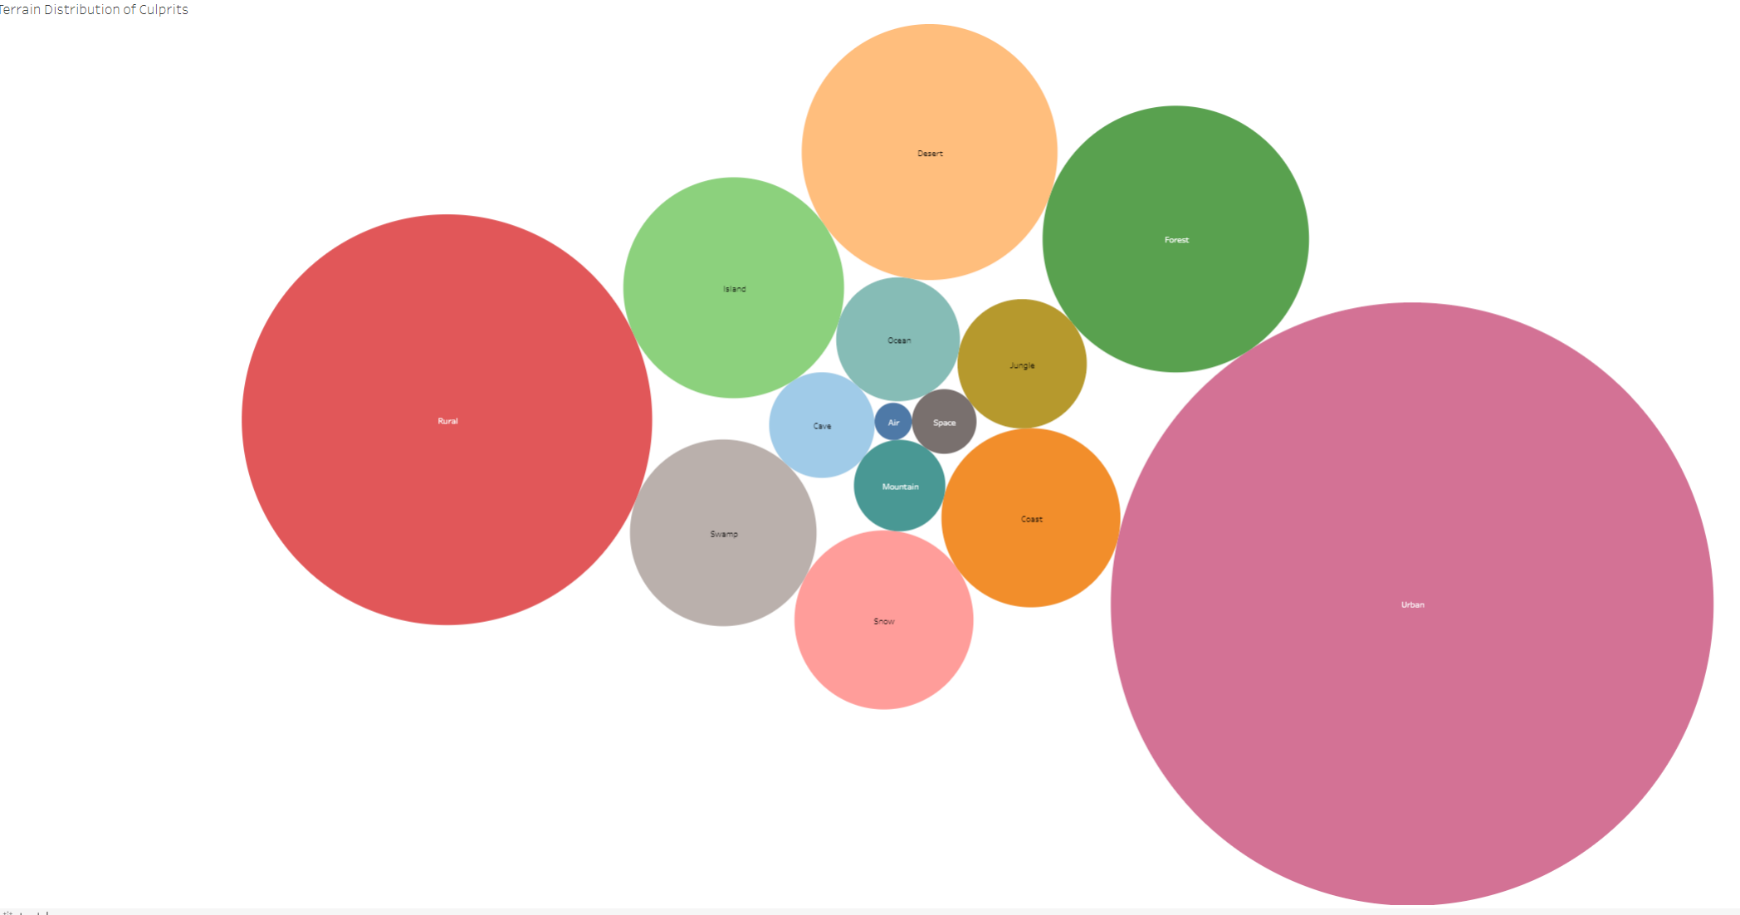 Terrain Distribution of Culprits
Desert
Forest
Island
Ocean
Jungle
Rural
Cave
Air
Space
Mountain
Coast
Swamp
Urban
Snow